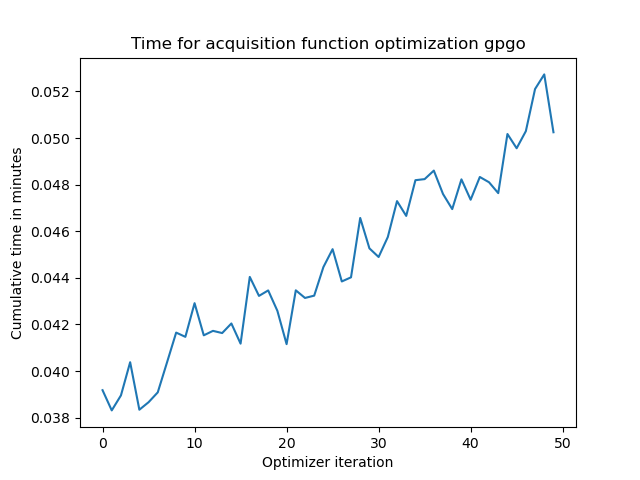 Time for acquisition function optimization gpgo
0.052
0.050
0.048
0.046
0.044
0.042
0.040
0.038
Cumulative time in minutes
0 10 20 30 40 50
Optimizer iteration